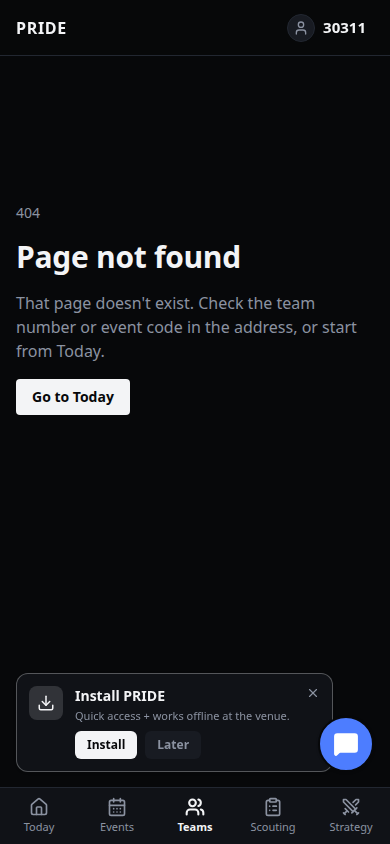 PRIDE
30311
404
Page not found
That page doesn't exist. Check the team
number or event code in the address, or start
from Today.
Go to Today
Install PRIDE
Quick access + works offline at the venue.
Install
Later
Today
Events
Teams
Scouting
Strategy